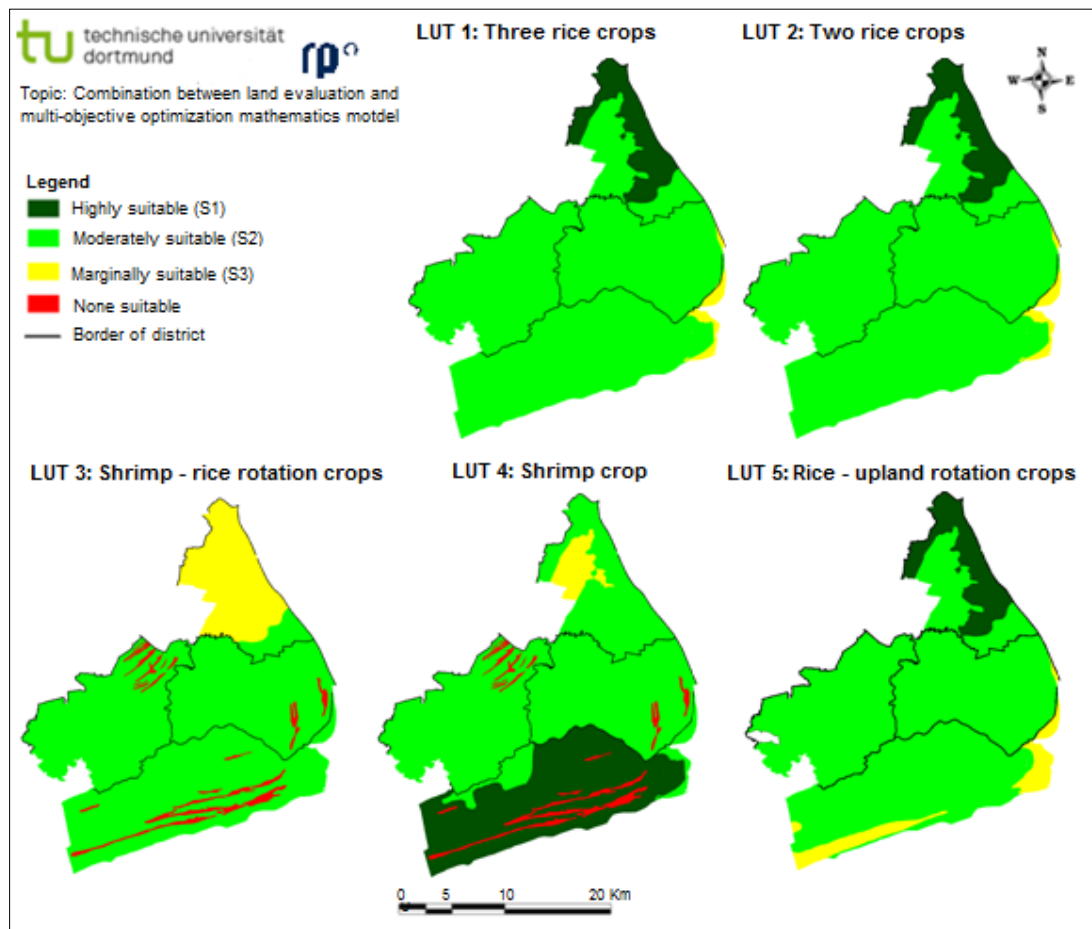 tu technische universität
dortmund
rp
Topic: Combination between land evaluation and
multi-objective optimization mathematics motdel
Legend
Highly suitable (S1)
Moderately suitable (S2)
Marginally suitable (S3)
None suitable
Border of district
LUT 1: Three rice crops
LUT 2: Two rice crops
N
W E
S
LUT 3: Shrimp - rice rotation crops
LUT 4: Shrimp crop
LUT 5: Rice - upland rotation crops
0 5 10 20 Km